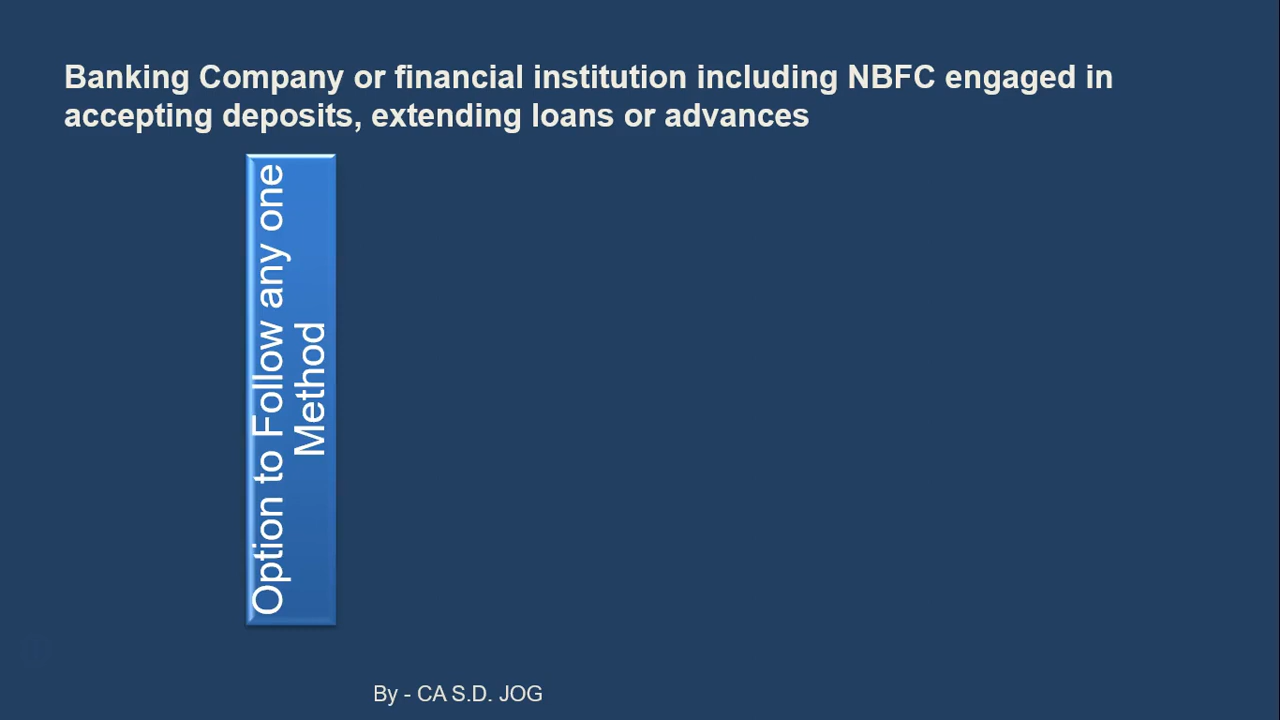 Banking Company or financial institution including NBFC engaged in
accepting deposits, extending loans or advances
Option to Follow any one
Method
By - CA S.D. JOG